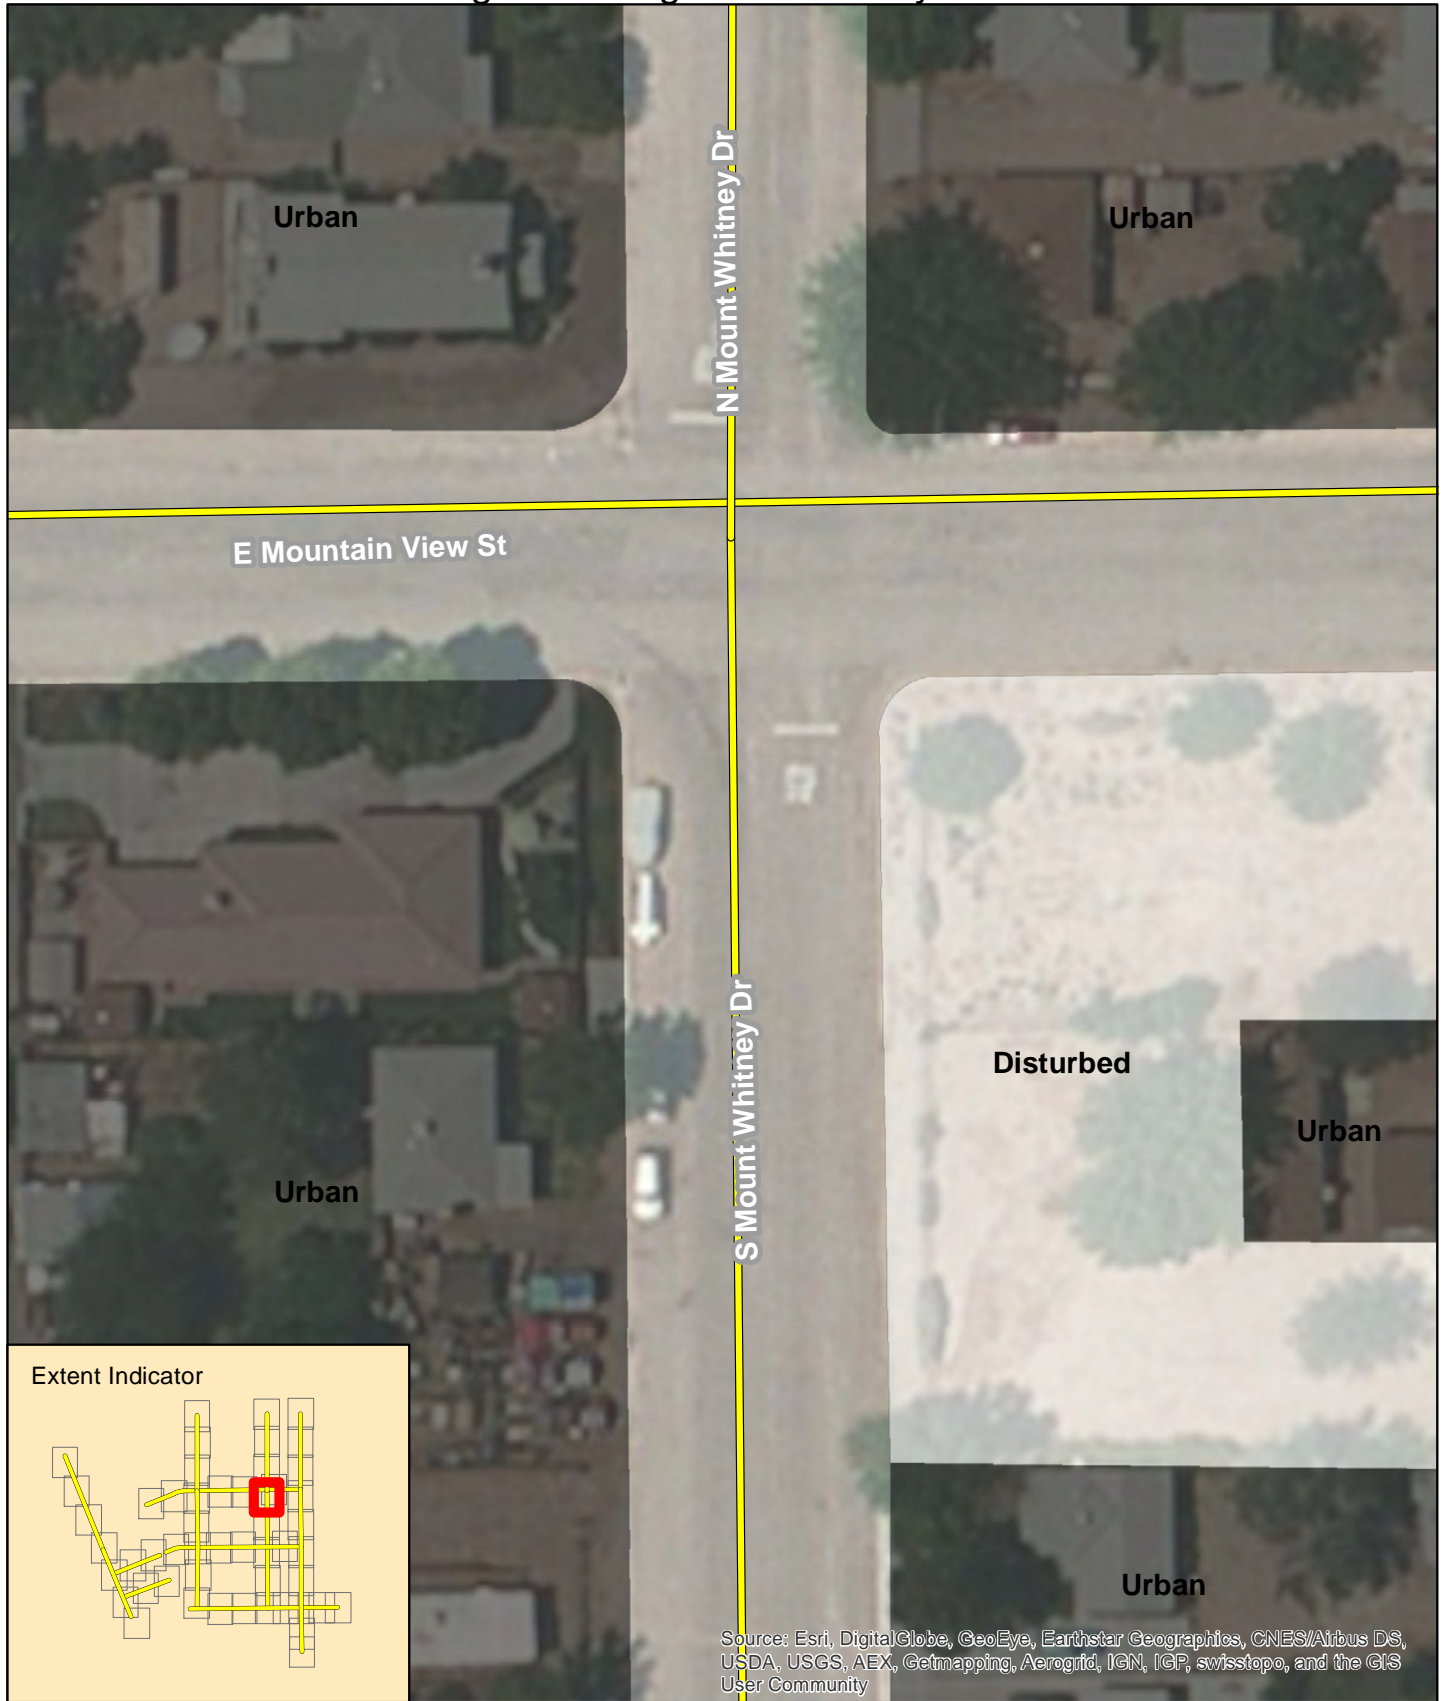 Urban
Urban
N Mount Whitney Dr
E Mountain View St
S Mount Whitney Dr
Disturbed
Urban
Urban
Extent Indicator
Urban
Source: Esri, DigitalGlobe, GeoEye, Earthstar Geographics, CNES/Airbus DS,
USDA, USGS, AEX, Getmapping, Aerogrid, IGN, IGP, swisstopo, and the GIS
User Community